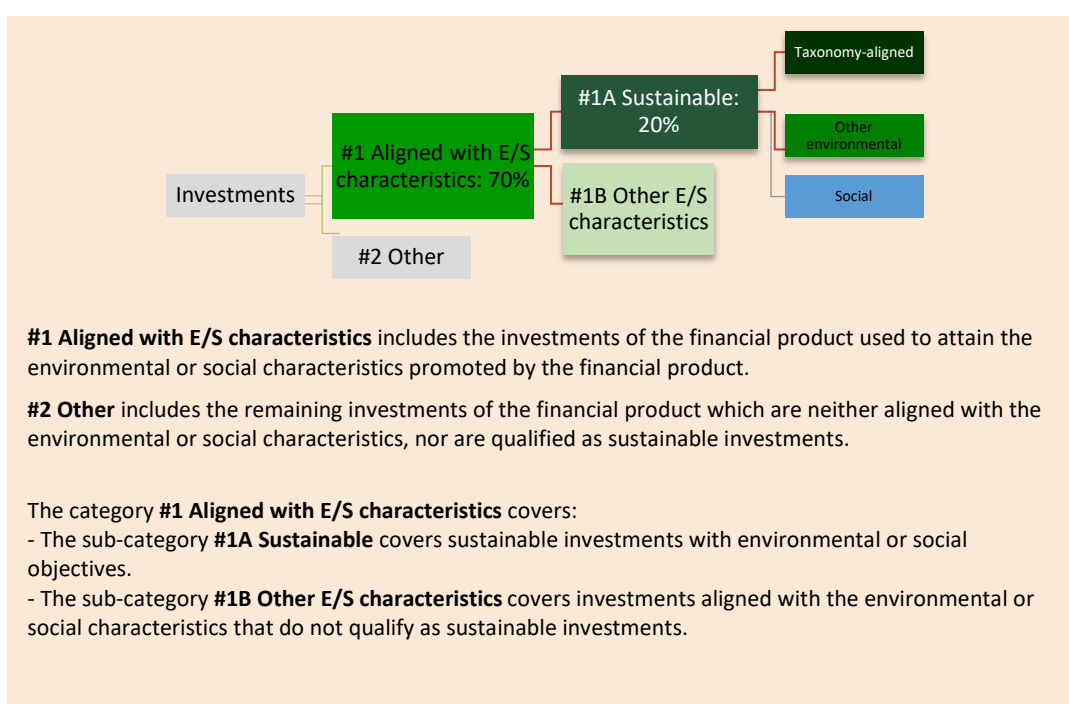 Taxonomy-aligned
#1A Sustainable:
20%
Other
environmental
#1 Aligned with E/S
characteristics: 70%
Investments
#1B Other E/S
characteristics
Social
#2 Other
#1 Aligned with E/S characteristics includes the investments of the financial product used to attain the
environmental or social characteristics promoted by the financial product.
#2 Other includes the remaining investments of the financial product which are neither aligned with the
environmental or social characteristics, nor are qualified as sustainable investments.
The category #1 Aligned with E/S characteristics covers:
- The sub-category #1A Sustainable covers sustainable investments with environmental or social
objectives.
- The sub-category #1B Other E/S characteristics covers investments aligned with the environmental or
social characteristics that do not qualify as sustainable investments.